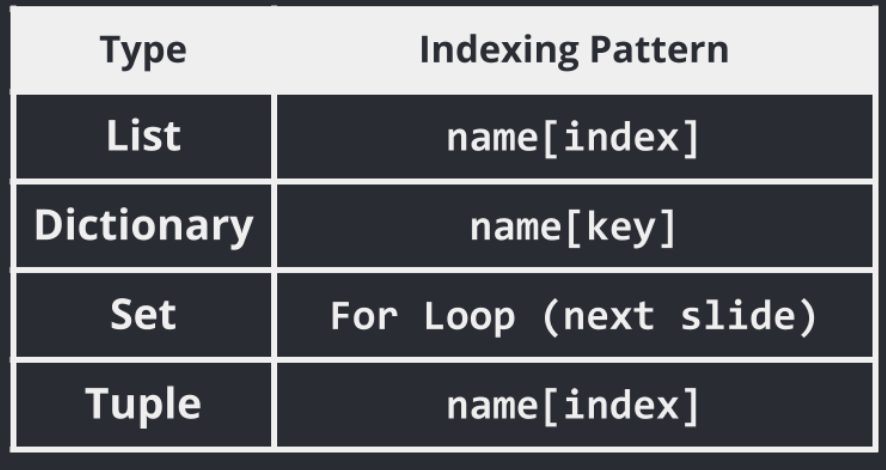 Type Indexing Pattern
List name[index]
Dictionary name[key]
Set For Loop (next slide)
Tuple name[index]